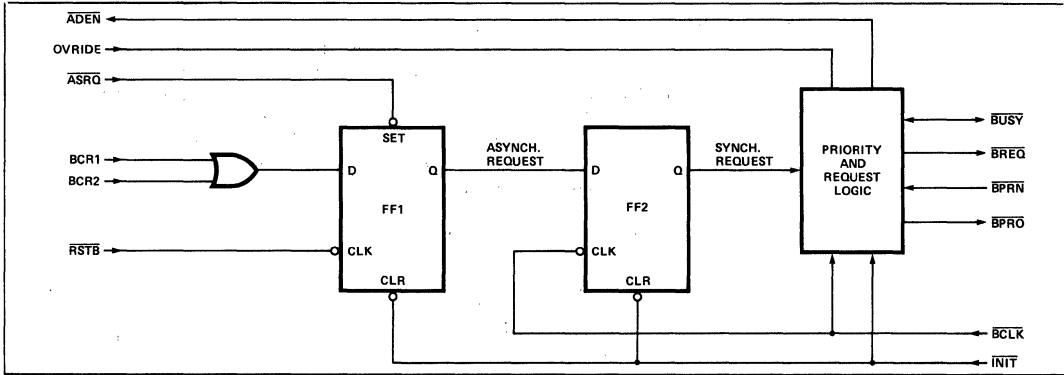 ADEN
OVRIDE
ASRQ
BCR1
BCR2
RSTB
SET
D
Q
FF1
CLK
CLR
ASYNCH.
REQUEST
D
Q
FF2
CLK
CLR
SYNCH.
REQUEST
PRIORITY
AND
REQUEST
LOGIC
BUSY
BREQ
BPRN
BPRO
BCLK
INIT